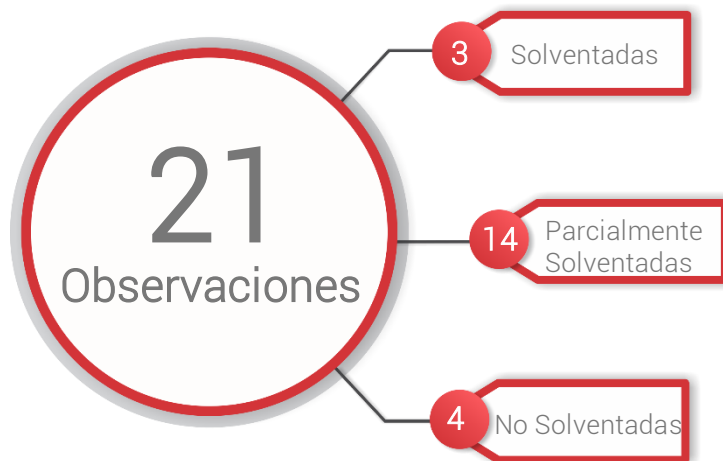 21
Observaciones
3
Solventadas
14
Parcialmente
Solventadas
4
No Solventadas